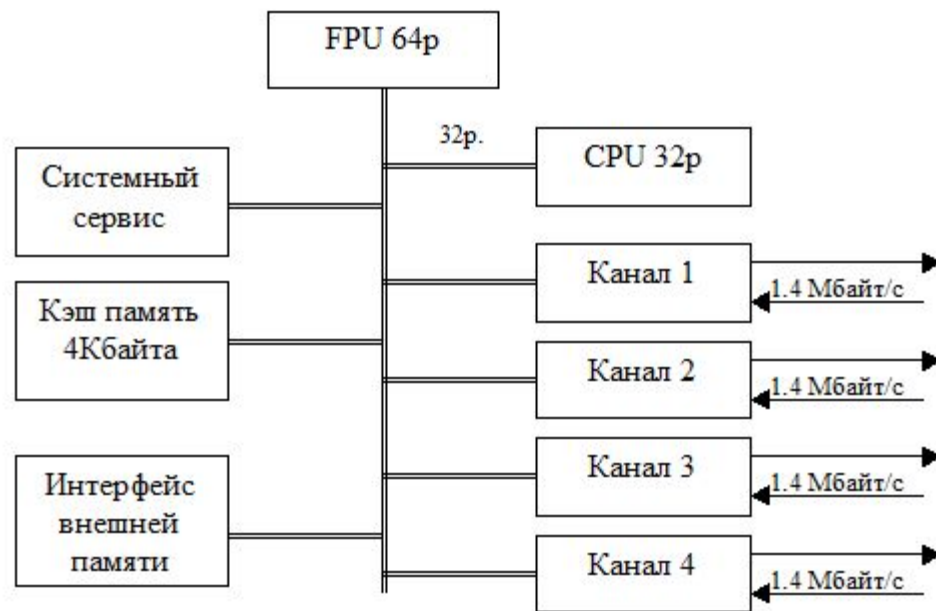 FPU 64р
32р.
CPU 32р
Системный
сервис
Канал 1
1.4 Мбайт/с
Кэш память
4Кбайта
Канал 2
1.4 Мбайт/с
Канал 3
1.4 Мбайт/с
Интерфейс
внешней
памяти
Канал 4
1.4 Мбайт/с